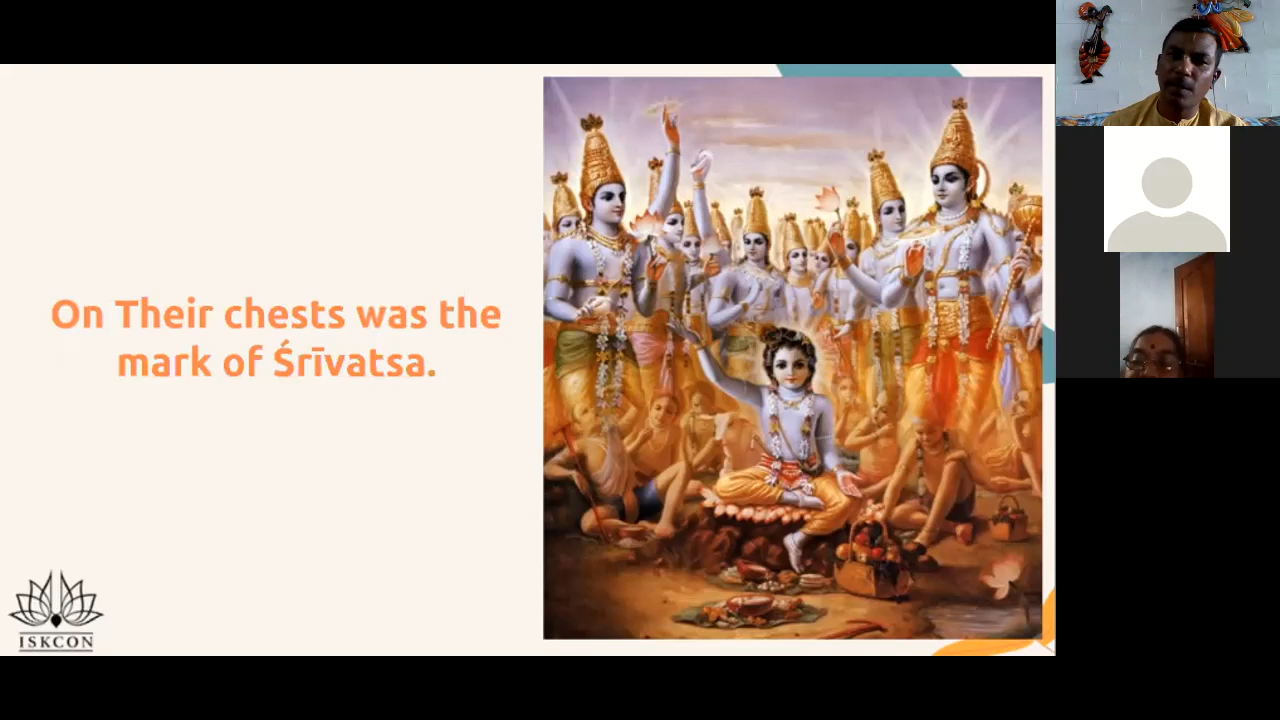 On Their chests was the
mark of Śrīvatsa.
ISKCON